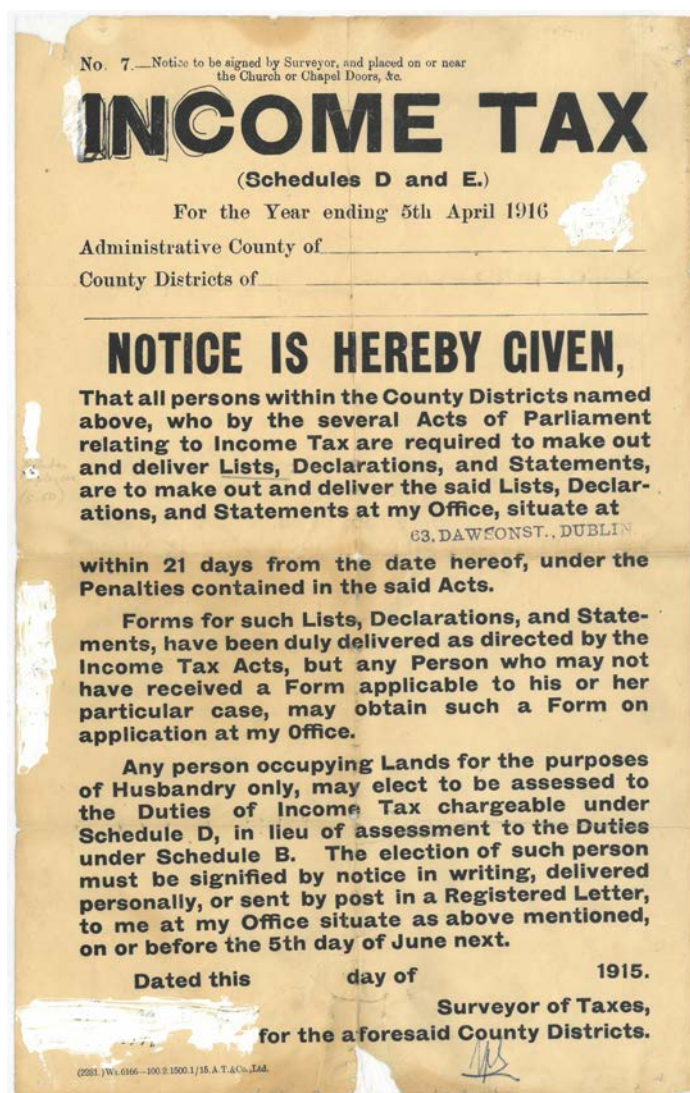 No. 7.—Notice to be signed by Surveyor, and placed on or near
the Church or Chapel Doors, &c.
INCOME TAX
(Schedules D and E.)
For the Year ending 5th April 1916
Administrative County of
County Districts of
NOTICE IS HEREBY GIVEN,
That all persons within the County Districts named
above, who by the several Acts of Parliament
relating to Income Tax are required to make out
and deliver Lists, Declarations, and Statements,
are to make out and deliver the said Lists, Declar-
ations, and Statements at my Office, situate at
63, DAWSON ST., DUBLIN
within 21 days from the date hereof, under the
Penalties contained in the said Acts.
Forms for such Lists, Declarations, and State-
ments, have been duly delivered as directed by the
Income Tax Acts, but any Person who may not
have received a Form applicable to his or her
particular case, may obtain such a Form on
application at my Office.
Any person occupying Lands for the purposes
of Husbandry only, may elect to be assessed to
the Duties of Income Tax chargeable under
Schedule D, in lieu of assessment to the Duties
under Schedule B. The election of such person
must be signified by notice in writing, delivered
personally, or sent by post in a Registered Letter,
to me at my Office situate as above mentioned,
on or before the 5th day of June next.
Dated this day of 1915.
Surveyor of Taxes,
for the aforesaid County Districts.
(2281.) Wt. 6166—100.2.1500.1/15. A.T.&Co., Ltd.